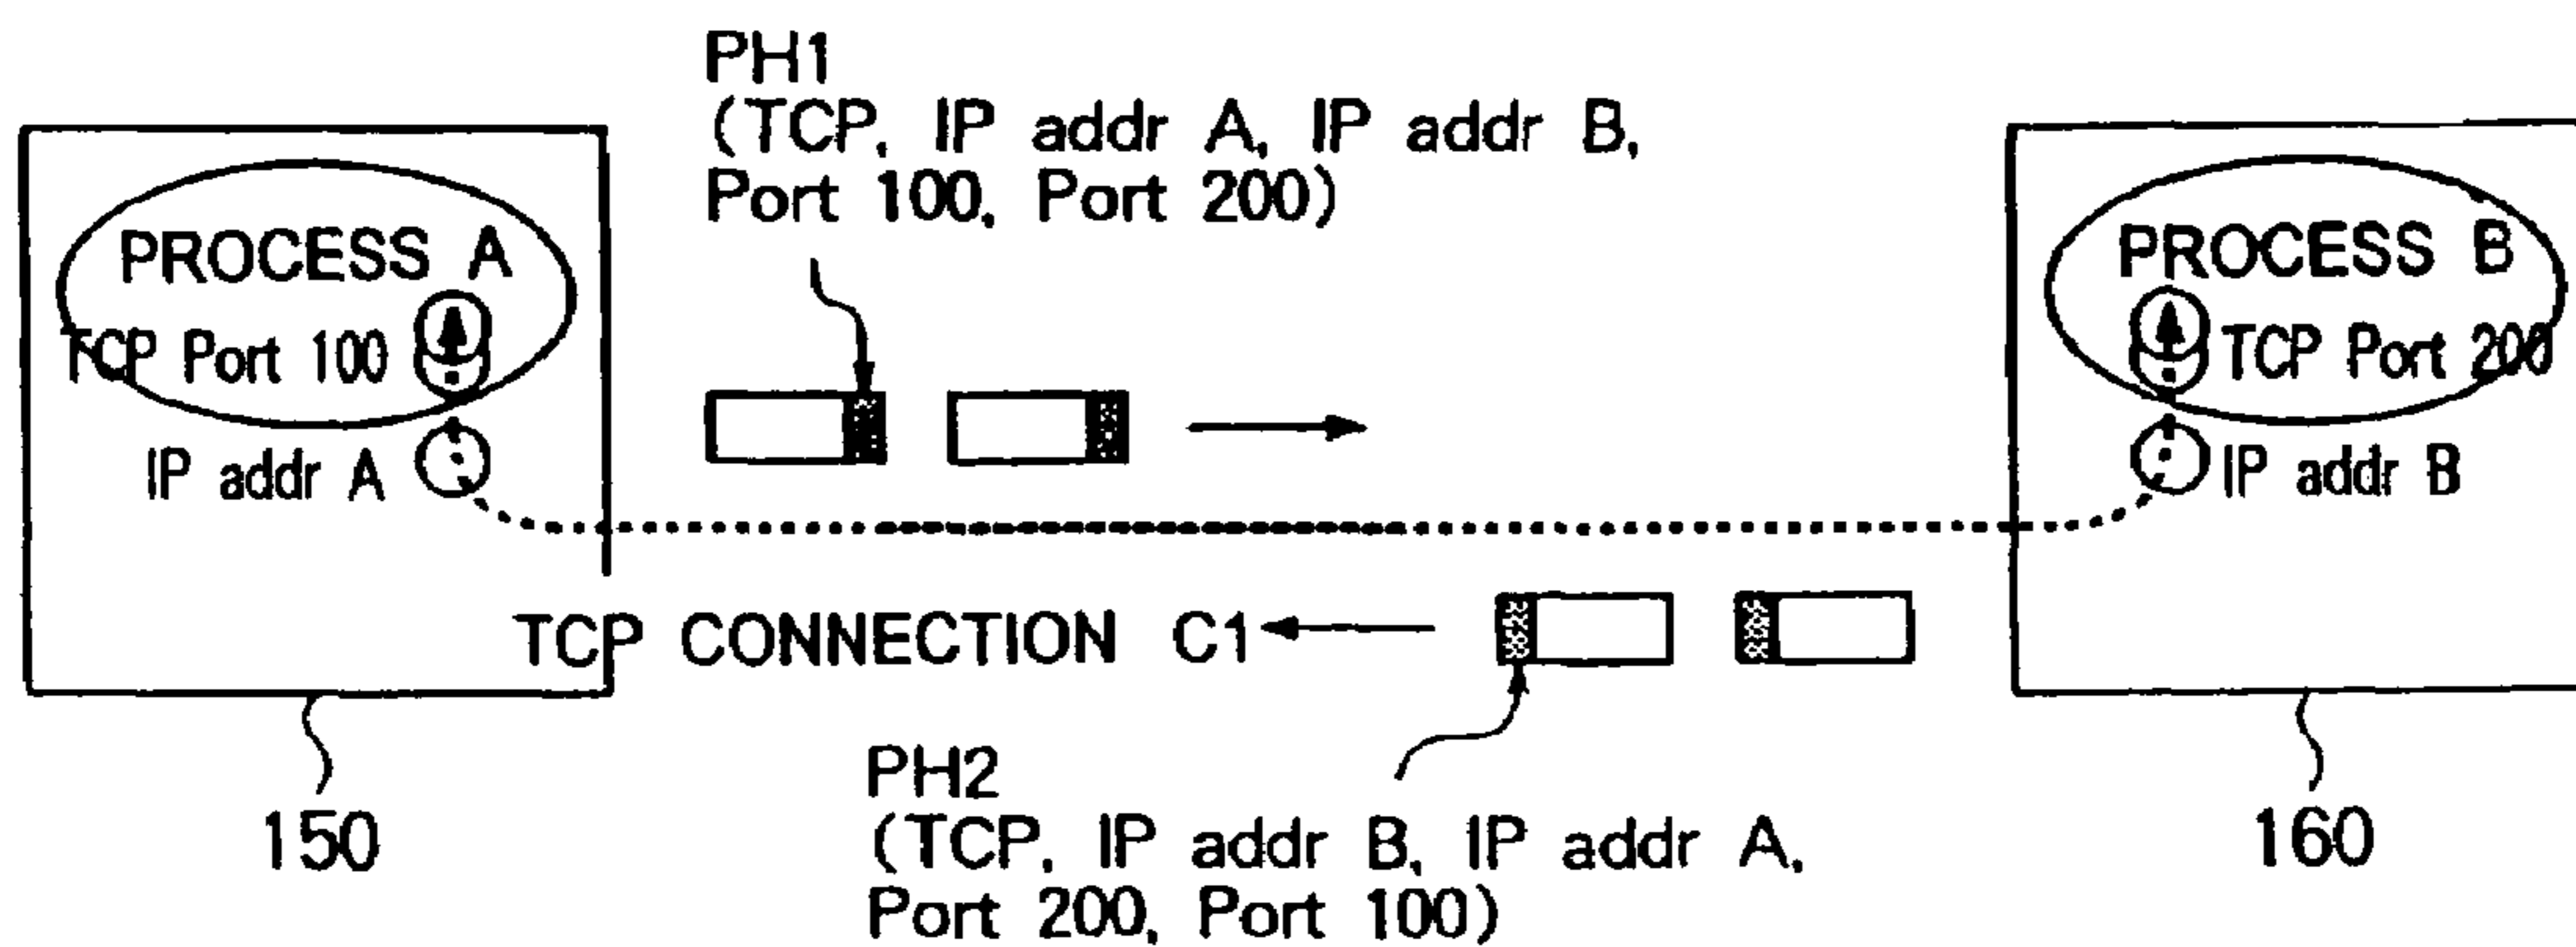 PH1
(TCP, IP addr A, IP addr B,
Port 100, Port 200)
PROCESS A
TCP Port 100
IP addr A
PROCESS B
TCP Port 200
IP addr B
TCP CONNECTION C1
150
PH2
(TCP, IP addr B, IP addr A,
Port 200, Port 100)
160